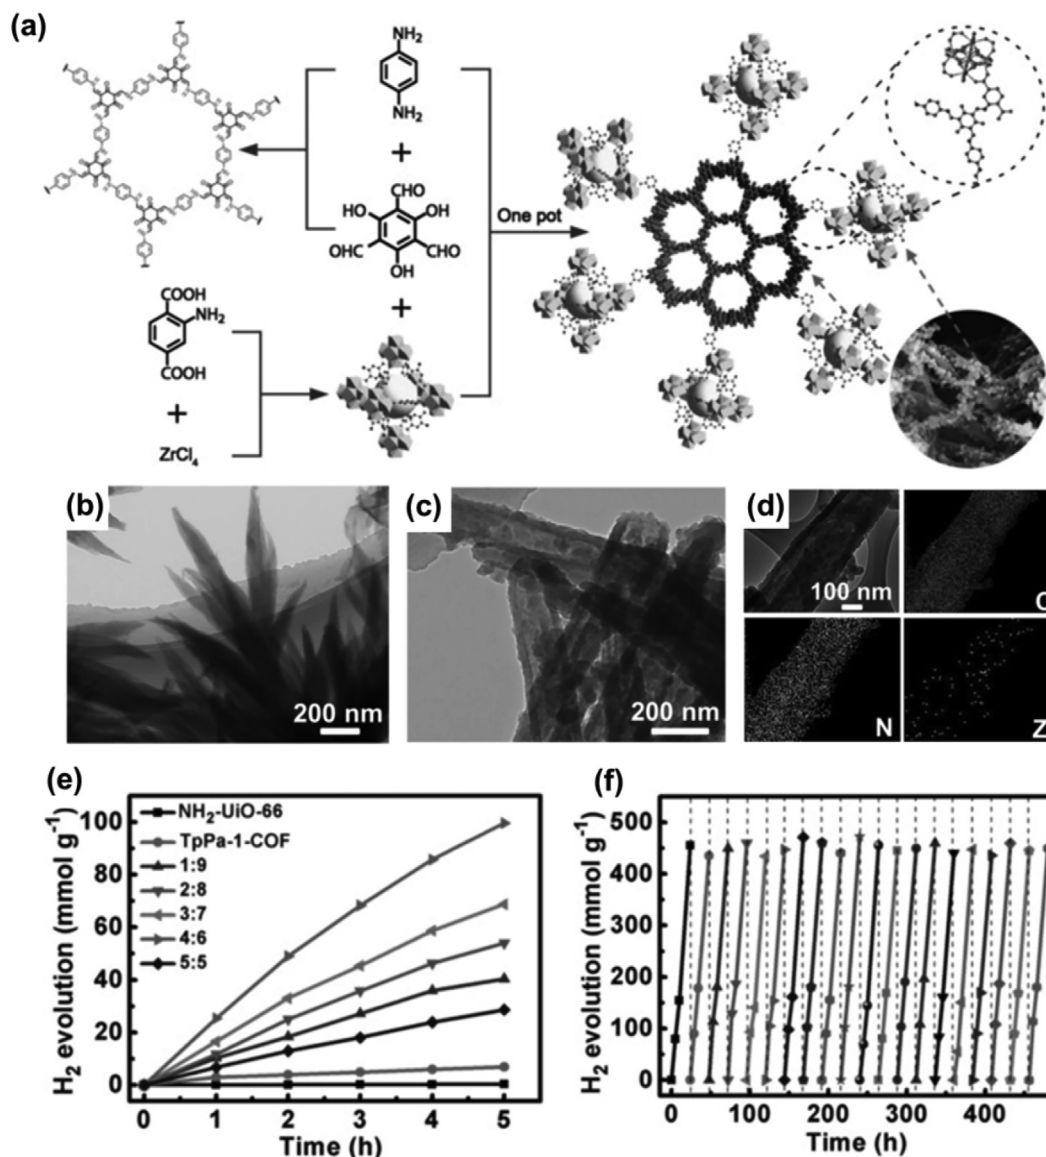 (a)
NH₂
NH₂
+
CHO
HO
OH
OHC
CHO
OH
One pot
+
COOH
NH₂
COOH
+
ZrCl₄
(b)
200 nm
(c)
200 nm
(d)
100 nm
C
N
Z
(e)
H₂ evolution (mmol g⁻¹)
100
80
60
40
20
0
NH₂-UiO-66
TpPa-1-COF
1:9
2:8
3:7
4:6
5:5
0 1 2 3 4 5
Time (h)
(f)
H₂ evolution (mmol g⁻¹)
500
400
300
200
100
0
0 100 200 300 400
Time (h)